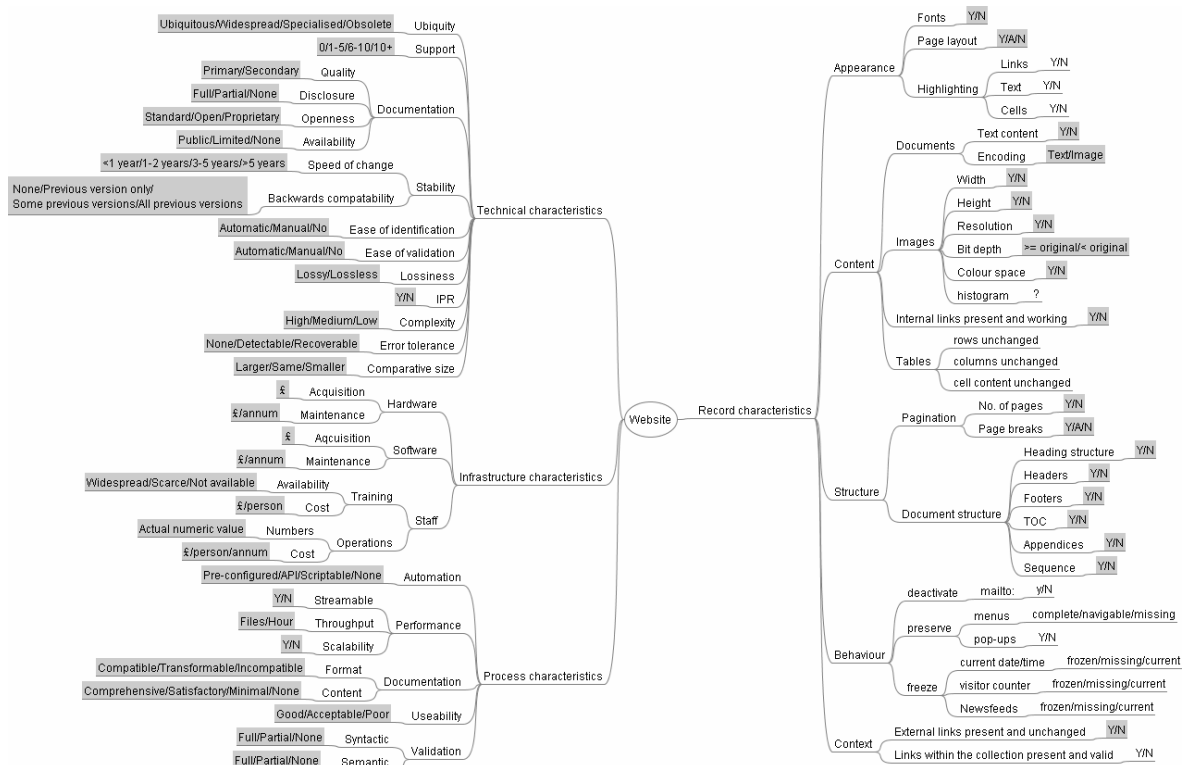 Website
Technical characteristics
Ubiquity
Ubiquitous/Widespread/Specialised/Obsolete
Support
0/1-5/6-10/10+
Documentation
Quality
Primary/Secondary
Disclosure
Full/Partial/None
Openness
Standard/Open/Proprietary
Availability
Public/Limited/None
Stability
Speed of change
<1 year/1-2 years/3-5 years/>5 years
Backwards compatability
None/Previous version only/
Some previous versions/All previous versions
Ease of identification
Automatic/Manual/No
Ease of validation
Automatic/Manual/No
Lossiness
Lossy/Lossless
IPR
Y/N
Complexity
High/Medium/Low
Error tolerance
None/Detectable/Recoverable
Comparative size
Larger/Same/Smaller
Infrastructure characteristics
Hardware
Acquisition
£
Maintenance
£/annum
Software
Aqcuisition
£
Maintenance
£/annum
Staff
Training
Availability
Widespread/Scarce/Not available
Cost
£/person
Operations
Numbers
Actual numeric value
Cost
£/person/annum
Process characteristics
Automation
Pre-configured/API/Scriptable/None
Performance
Streamable
Y/N
Throughput
Files/Hour
Scalability
Y/N
Documentation
Format
Compatible/Transformable/Incompatible
Content
Comprehensive/Satisfactory/Minimal/None
Useability
Good/Acceptable/Poor
Validation
Syntactic
Full/Partial/None
Semantic
Full/Partial/None
Record characteristics
Appearance
Fonts
Y/N
Page layout
Y/A/N
Highlighting
Links
Y/N
Text
Y/N
Cells
Y/N
Content
Documents
Text content
Y/N
Encoding
Text/Image
Images
Width
Y/N
Height
Y/N
Resolution
Y/N
Bit depth
>= original/< original
Colour space
Y/N
histogram
?
Internal links present and working
Y/N
Tables
rows unchanged
columns unchanged
cell content unchanged
Structure
Pagination
No. of pages
Y/N
Page breaks
Y/A/N
Document structure
Heading structure
Y/N
Headers
Y/N
Footers
Y/N
TOC
Y/N
Appendices
Y/N
Sequence
Y/N
Behaviour
deactivate
mailto:
y/N
preserve
menus
complete/navigable/missing
pop-ups
Y/N
freeze
current date/time
frozen/missing/current
visitor counter
frozen/missing/current
Newsfeeds
frozen/missing/current
Context
External links present and unchanged
Y/N
Links within the collection present and valid
Y/N